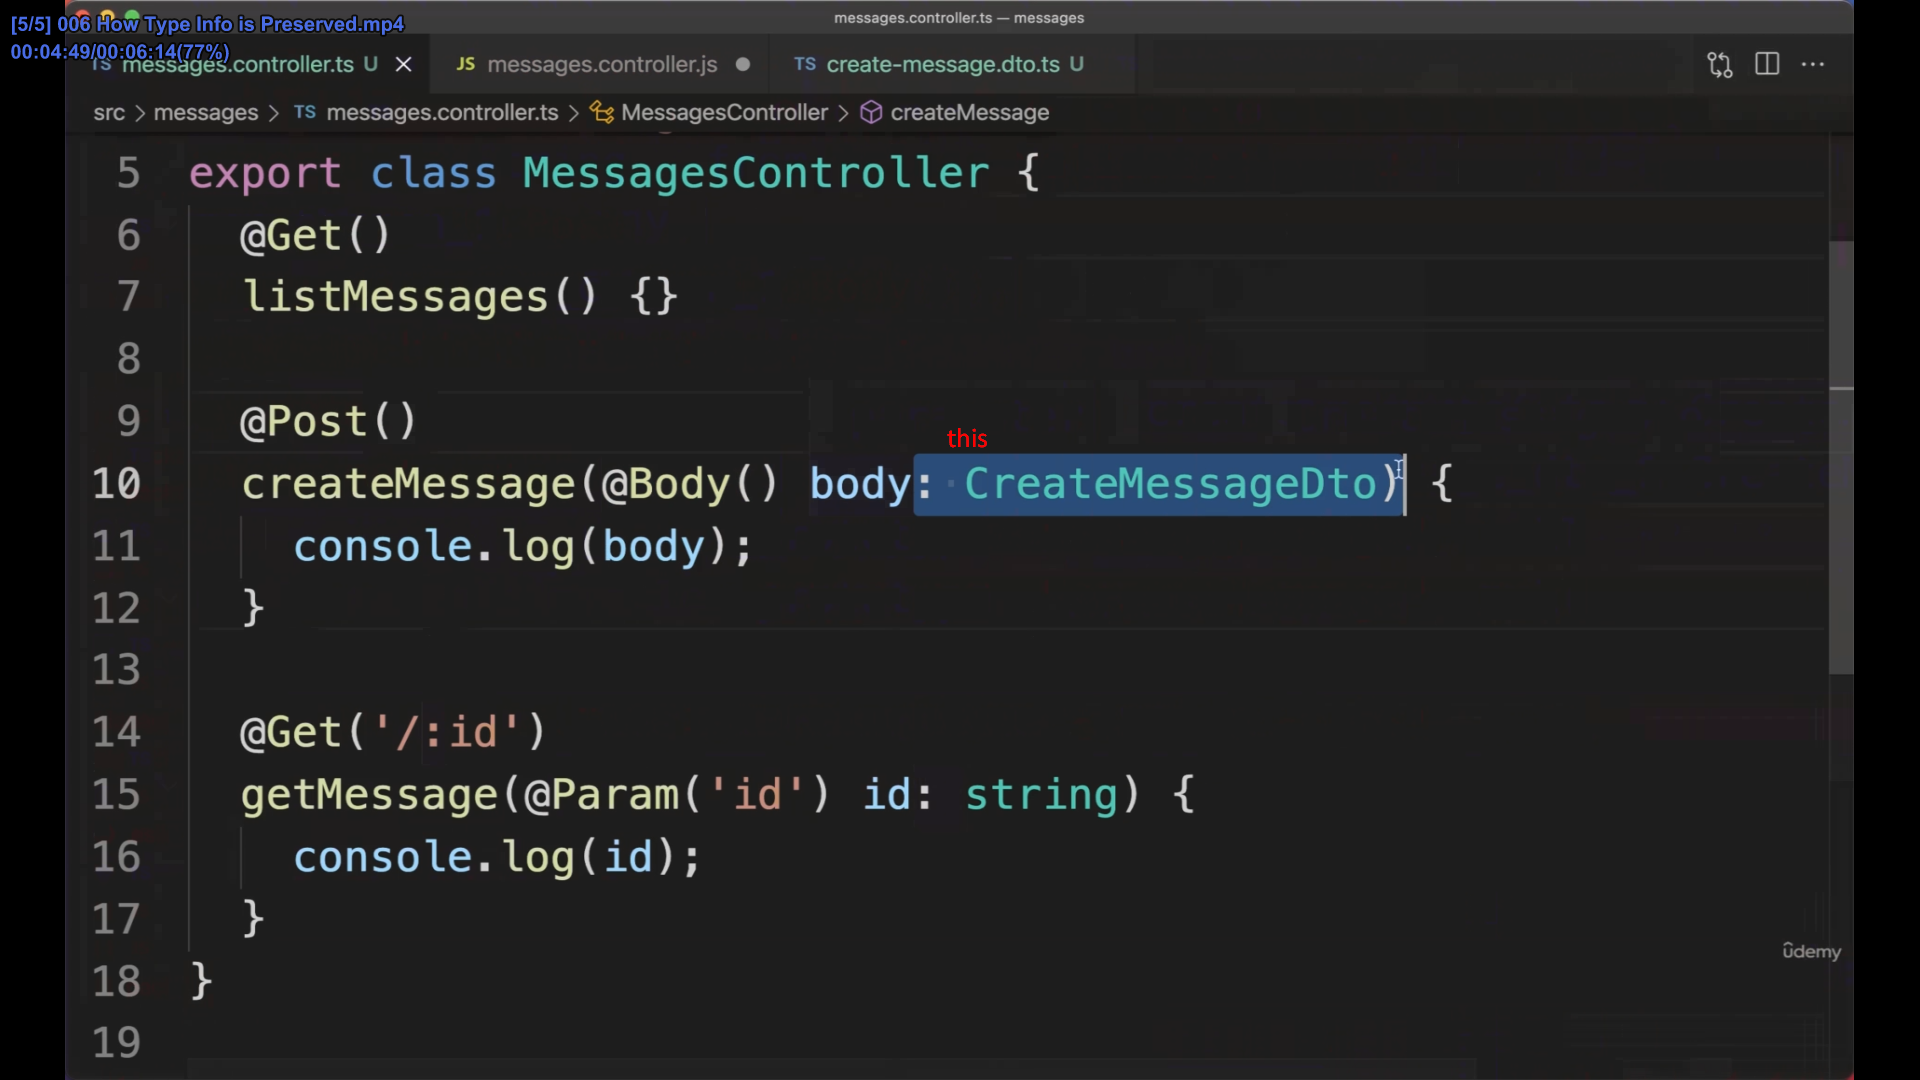 [5/5] 006 How Type Info is Preserved.mp4
00:04:49/00:06:14(77%)
messages.controller.ts — messages
TS messages.controller.ts U
JS messages.controller.js
TS create-message.dto.ts U
src > messages > TS messages.controller.ts > MessagesController > createMessage
5 export class MessagesController {
6 @Get()
7 listMessages() {}
8
9 @Post()
this
10 createMessage(@Body() body: CreateMessageDto) {
11 console.log(body);
12 }
13
14 @Get('/:id')
15 getMessage(@Param('id') id: string) {
16 console.log(id);
17 }
18 }
19
ûdemy